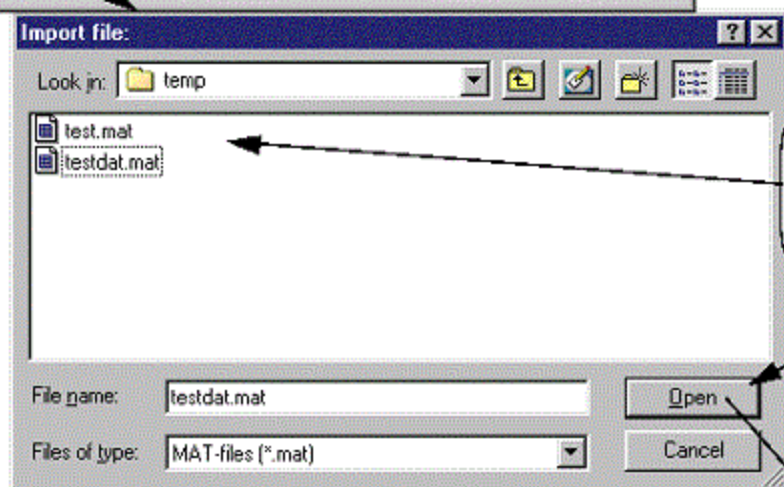 Import file:
Look in: temp
test.mat
testdat.mat
File name: testdat.mat Open
Files of type: MAT-files (*.mat) Cancel